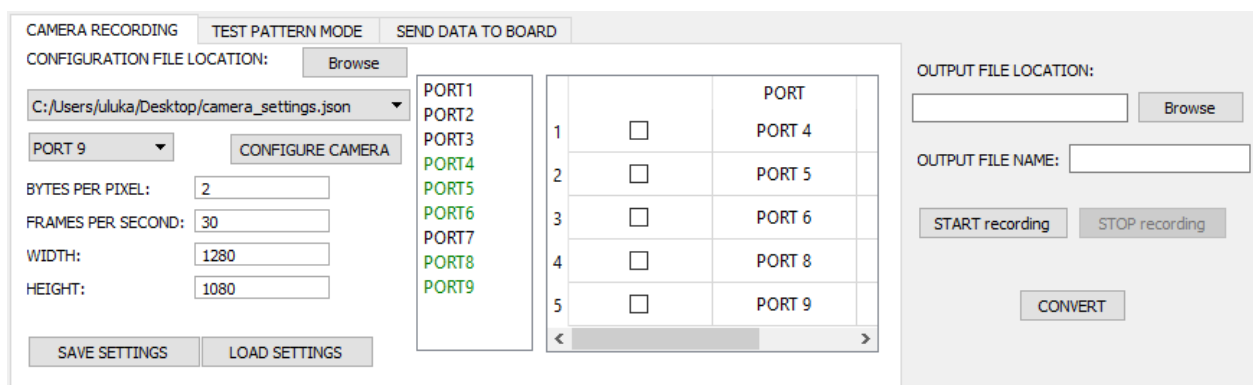 CAMERA RECORDING
TEST PATTERN MODE
SEND DATA TO BOARD
CONFIGURATION FILE LOCATION:
Browse
C:/Users/uluka/Desktop/camera_settings.json
PORT 9
CONFIGURE CAMERA
BYTES PER PIXEL: 2
FRAMES PER SECOND: 30
WIDTH: 1280
HEIGHT: 1080
SAVE SETTINGS
LOAD SETTINGS
PORT1
PORT2
PORT3
PORT4
PORT5
PORT6
PORT7
PORT8
PORT9
PORT
1 PORT 4
2 PORT 5
3 PORT 6
4 PORT 8
5 PORT 9
OUTPUT FILE LOCATION:
Browse
OUTPUT FILE NAME:
START recording
STOP recording
CONVERT